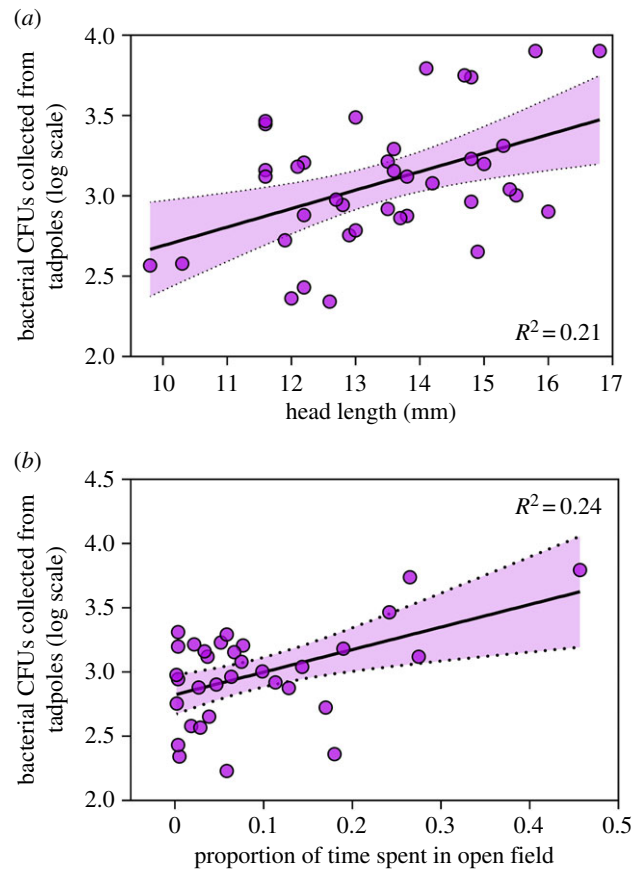 (a)
bacterial CFUs collected from
tadpoles (log scale)
4.0
3.5
3.0
2.5
2.0
R² = 0.21
10 11 12 13 14 15 16 17
head length (mm)
(b)
bacterial CFUs collected from
tadpoles (log scale)
4.5
4.0
3.5
3.0
2.5
2.0
R² = 0.24
0 0.1 0.2 0.3 0.4 0.5
proportion of time spent in open field